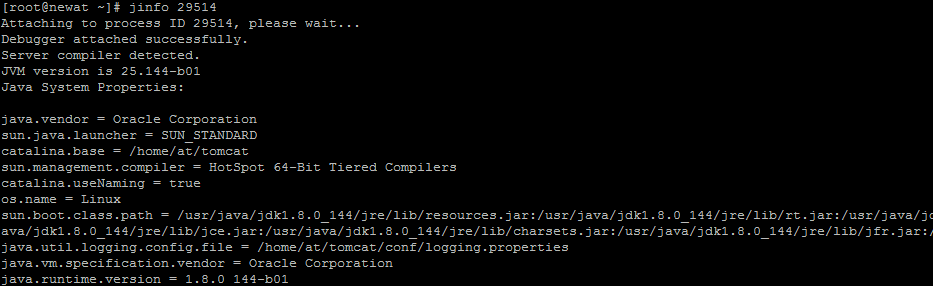 [root@newat ~]# jinfo 29514
Attaching to process ID 29514, please wait...
Debugger attached successfully.
Server compiler detected.
JVM version is 25.144-b01
Java System Properties:
java.vendor = Oracle Corporation
sun.java.launcher = SUN_STANDARD
catalina.base = /home/at/tomcat
sun.management.compiler = HotSpot 64-Bit Tiered Compilers
catalina.useNaming = true
os.name = Linux
sun.boot.class.path = /usr/java/jdk1.8.0_144/jre/lib/resources.jar:/usr/java/jdk1.8.0_144/jre/lib/rt.jar:/usr/java/jd
ava/jdk1.8.0_144/jre/lib/jce.jar:/usr/java/jdk1.8.0_144/jre/lib/charsets.jar:/usr/java/jdk1.8.0_144/jre/lib/jfr.jar:/
java.util.logging.config.file = /home/at/tomcat/conf/logging.properties
java.vm.specification.vendor = Oracle Corporation
java.runtime.version = 1.8.0_144-b01